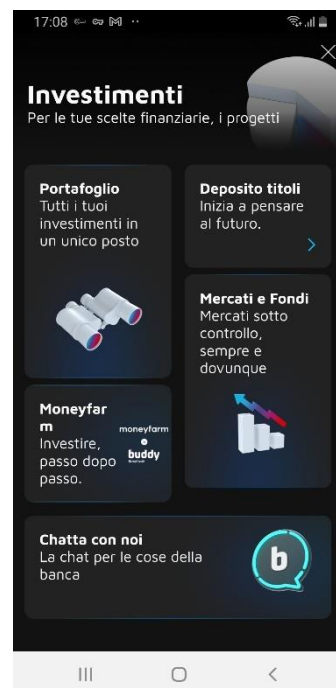 17:08
Investimenti
Per le tue scelte finanziarie, i progetti
Portafoglio
Tutti i tuoi
investimenti in
un unico posto
Deposito titoli
Inizia a pensare
al futuro.
Mercati e Fondi
Mercati sotto
controllo,
sempre e
dovunque
Moneyfar
m
Investire,
passo dopo
passo.
moneyfarm
buddy
Chatta con noi
La chat per le cose della
banca
b